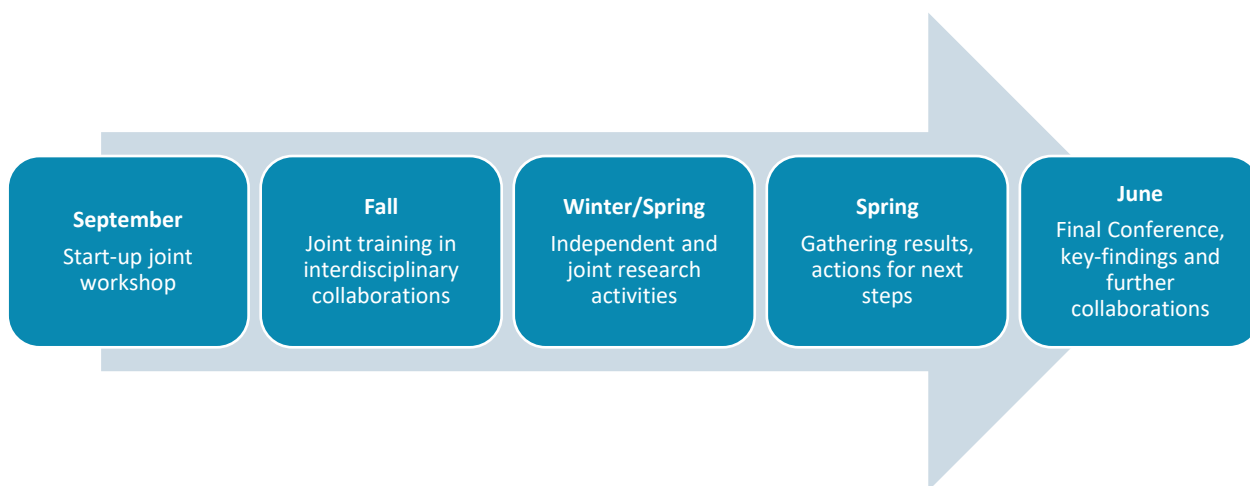 September
Start-up joint
workshop
Fall
Joint training in
interdisciplinary
collaborations
Winter/Spring
Independent and
joint research
activities
Spring
Gathering results,
actions for next
steps
June
Final Conference,
key-findings and
further
collaborations